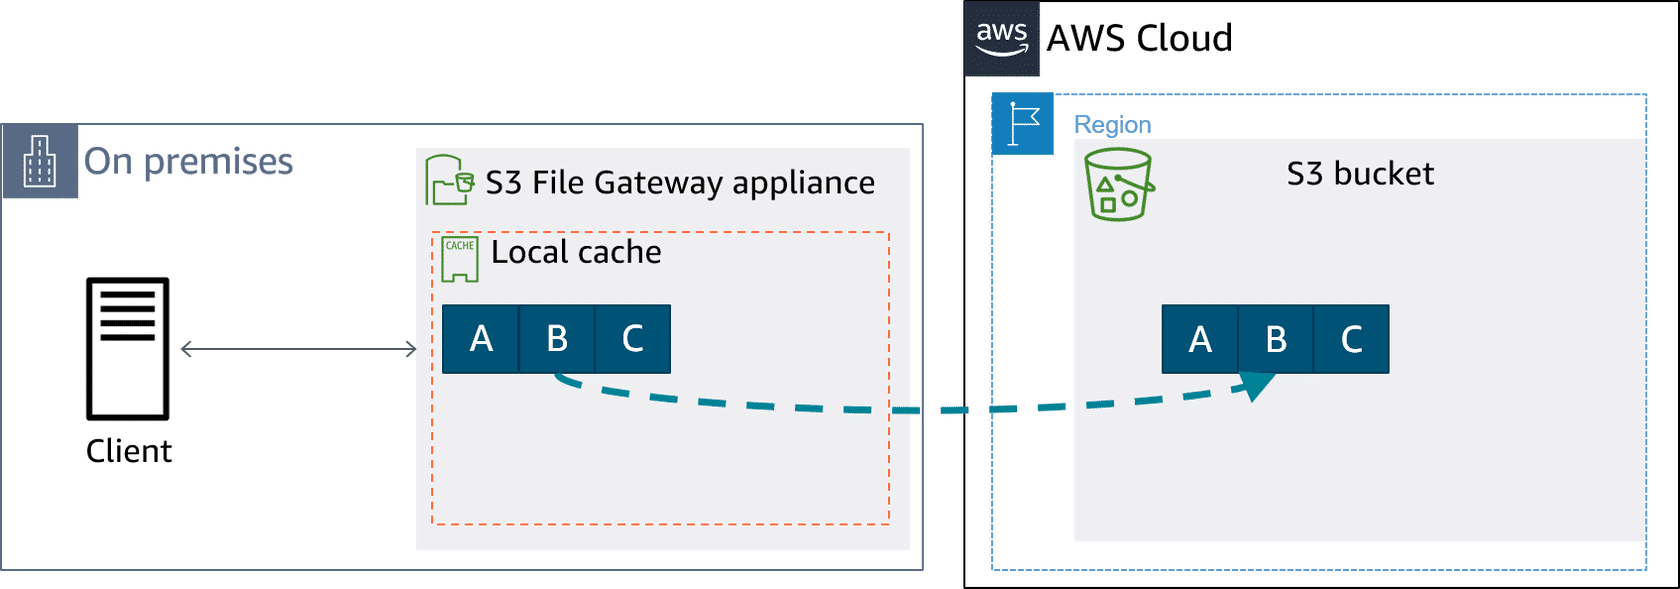 aws
AWS Cloud
Region
On premises
S3 File Gateway appliance
S3 bucket
CACHE
Local cache
A B C
A B C
Client